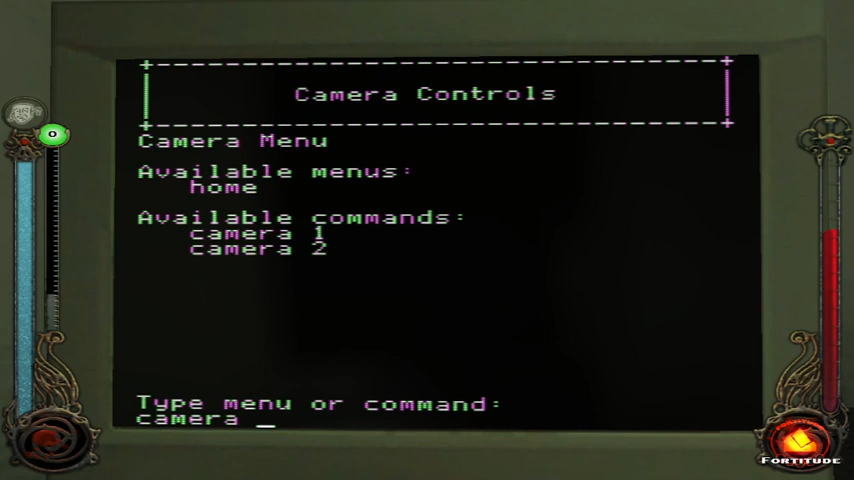 Camera Controls
Camera Menu
Available menus:
home
Available commands:
camera 1
camera 2
Type menu or command:
camera _
FORTITUDE